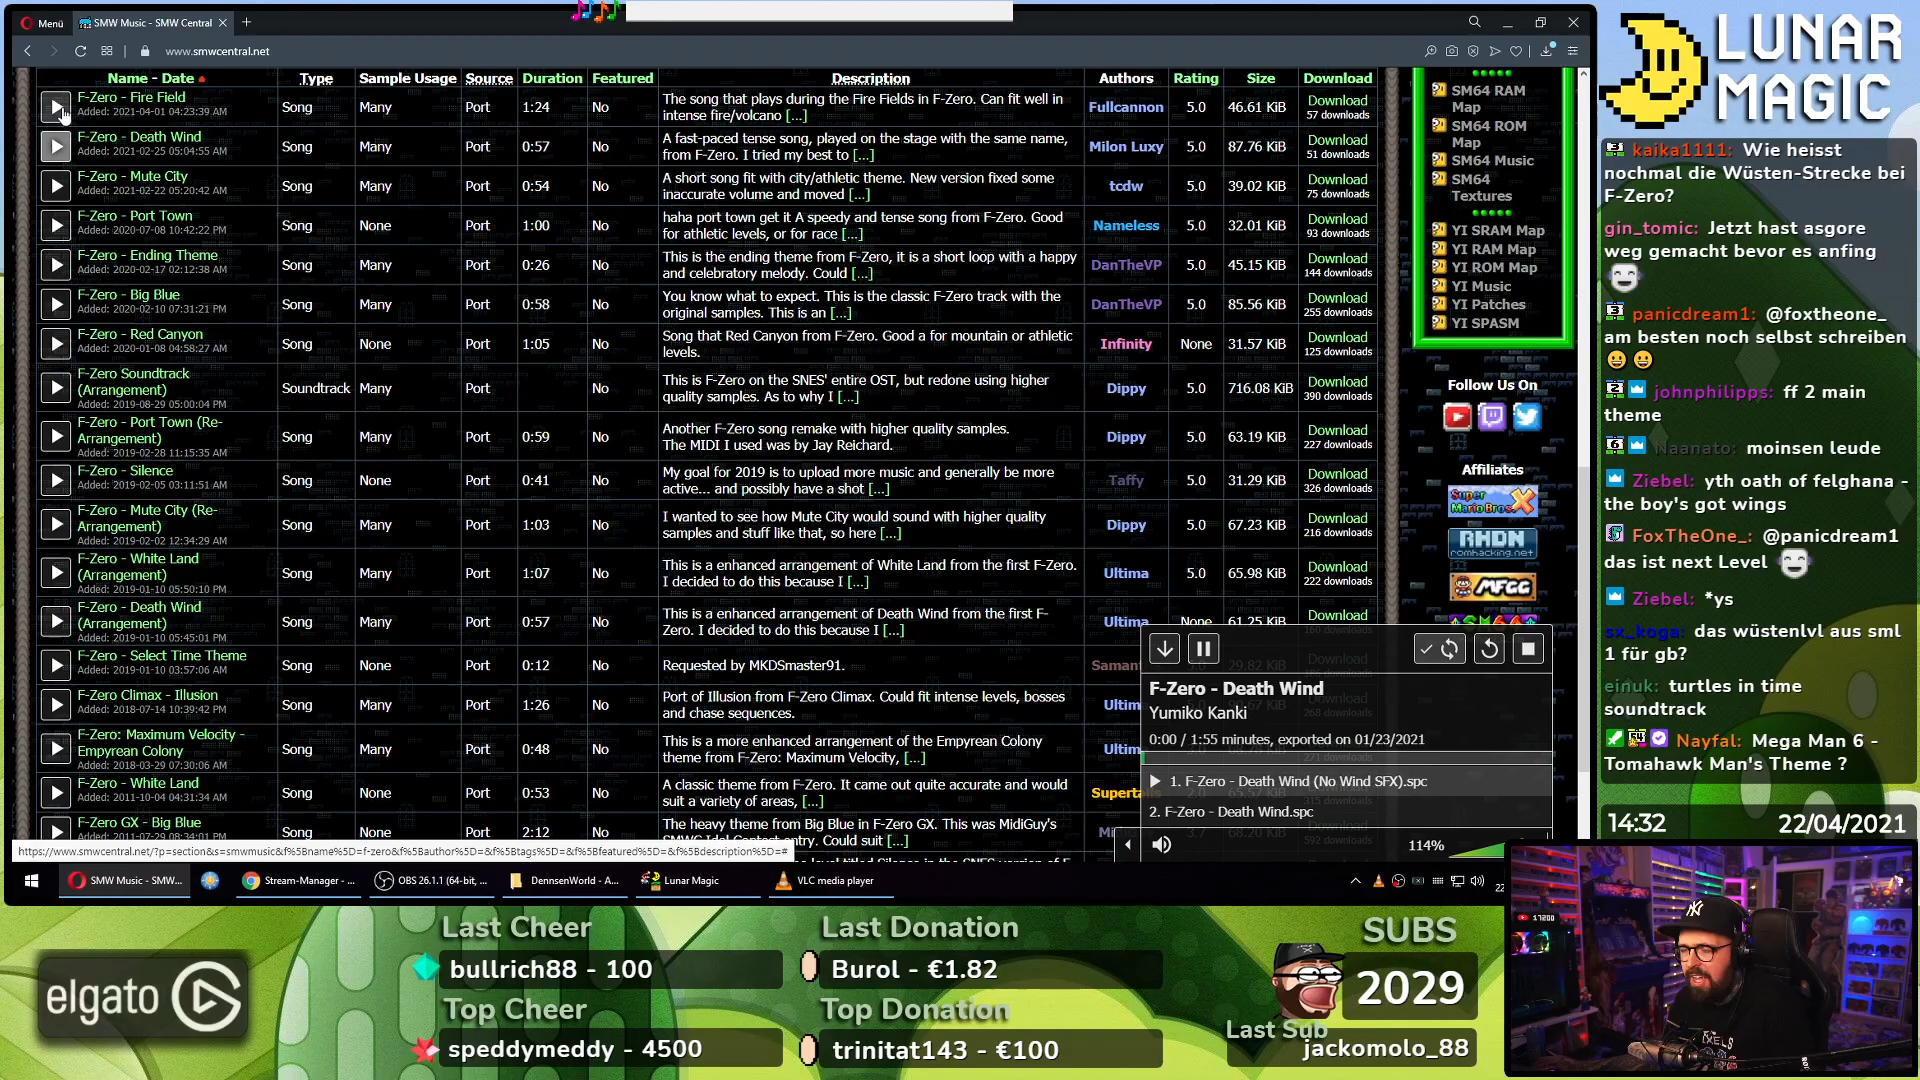 Menü
SMW Music - SMW Central
www.smwcentral.net
Name - Date Type Sample Usage Source Duration Featured Description Authors Rating Size Download
F-Zero - Fire Field
Added: 2021-04-01 04:23:39 AM
Song Many Port 1:24 No
The song that plays during the Fire Fields in F-Zero. Can fit well in
intense fire/volcano [...]
Fullcannon 5.0 46.61 KiB
Download
57 downloads
F-Zero - Death Wind
Added: 2021-02-25 05:04:55 AM
Song Many Port 0:57 No
A fast-paced tense song, played on the stage with the same name,
from F-Zero. I tried my best to [...]
Milon Luxy 5.0 87.76 KiB
Download
51 downloads
F-Zero - Mute City
Added: 2021-02-22 05:20:42 AM
Song Many Port 0:54 No
A short song fit with city/athletic theme. New version fixed some
inaccurate volume and moved [...]
tcdw 5.0 39.02 KiB
Download
75 downloads
F-Zero - Port Town
Added: 2020-07-08 10:42:22 PM
Song None Port 1:00 No
haha port town get it A speedy and tense song from F-Zero. Good
for athletic levels, or for race [...]
Nameless 5.0 32.01 KiB
Download
93 downloads
F-Zero - Ending Theme
Added: 2020-02-17 02:12:38 AM
Song Many Port 0:26 No
This is the ending theme from F-Zero, it is a short loop with a happy
and celebratory melody. Could [...]
DanTheVP 5.0 45.15 KiB
Download
144 downloads
F-Zero - Big Blue
Added: 2020-02-10 07:31:21 PM
Song Many Port 0:58 No
You know what to expect. This is the classic F-Zero track with the
original samples. This is an [...]
DanTheVP 5.0 85.56 KiB
Download
255 downloads
F-Zero - Red Canyon
Added: 2020-01-08 04:58:27 AM
Song None Port 1:05 No
Song that Red Canyon from F-Zero. Good a for mountain or athletic
levels.
Infinity None 31.57 KiB
Download
125 downloads
F-Zero Soundtrack
(Arrangement)
Added: 2019-08-29 05:00:04 PM
Soundtrack Many Port No
This is F-Zero on the SNES' entire OST, but redone using higher
quality samples. As to why I [...]
Dippy 5.0 716.08 KiB
Download
390 downloads
F-Zero - Port Town (Re-
Arrangement)
Added: 2019-02-28 11:15:35 AM
Song Many Port 0:59 No
Another F-Zero song remake with higher quality samples.
The MIDI I used was by Jay Reichard.
Dippy 5.0 63.19 KiB
Download
227 downloads
F-Zero - Silence
Added: 2019-02-05 03:11:51 AM
Song None Port 0:41 No
My goal for 2019 is to upload more music and generally be more
active... and possibly have a shot [...]
Taffy 5.0 31.29 KiB
Download
326 downloads
F-Zero - Mute City (Re-
Arrangement)
Added: 2019-02-02 12:34:29 AM
Song Many Port 1:03 No
I wanted to see how Mute City would sound with higher quality
samples and stuff like that, so here [...]
Dippy 5.0 67.23 KiB
Download
216 downloads
F-Zero - White Land
(Arrangement)
Added: 2019-01-10 05:50:10 PM
Song Many Port 1:07 No
This is a enhanced arrangement of White Land from the first F-Zero.
I decided to do this because I [...]
Ultima 5.0 65.98 KiB
Download
222 downloads
F-Zero - Death Wind
(Arrangement)
Added: 2019-01-10 05:45:01 PM
Song Many Port 0:57 No
This is a enhanced arrangement of Death Wind from the first F-
Zero. I decided to do this because I [...]
Ultima None 61.25 KiB
Download
F-Zero - Select Time Theme
Added: 2019-01-10 03:57:06 AM
Song None Port 0:12 No
Requested by MKDSmaster91.
F-Zero Climax - Illusion
Added: 2018-07-14 10:39:42 PM
Song Many Port 1:26 No
Port of Illusion from F-Zero Climax. Could fit intense levels, bosses
and chase sequences.
F-Zero: Maximum Velocity -
Empyrean Colony
Added: 2018-03-29 07:30:06 AM
Song Many Port 0:48 No
This is a more enhanced arrangement of the Empyrean Colony
theme from F-Zero: Maximum Velocity, [...]
F-Zero - White Land
Added: 2011-10-04 04:31:34 AM
Song None Port 0:53 No
A classic theme from F-Zero. It came out quite accurate and would
suit a variety of areas, [...]
F-Zero GX - Big Blue
Added: 2011-07-29 08:34:01 PM
Song None Port 2:12 No
The heavy theme from Big Blue in F-Zero GX. This was MidiGuy's
https://www.smwcentral.net/?p=section&s=smwmusic&f%5Bname%5D=f-zero&f%5Bauthor%5D=&f%5Btags%5D=&f%5Bfeatured%5D=&f%5Bdescription%5D=#
F-Zero - Death Wind
Yumiko Kanki
0:00 / 1:55 minutes, exported on 01/23/2021
1. F-Zero - Death Wind (No Wind SFX).spc
2. F-Zero - Death Wind.spc
114%
SM64 RAM
Map
SM64 ROM
Map
SM64 Music
SM64
Textures
YI SRAM Map
YI RAM Map
YI ROM Map
YI Music
YI Patches
YI SPASM
Follow Us On
Affiliates
Super
Mario Bros
X
RHDN
romhacking.net
MFGG
SMW Music - SMW...
Stream-Manager - ...
OBS 26.1.1 (64-bit, ...
DennsenWorld - A...
Lunar Magic
VLC media player
LUNAR
MAGIC
kaika1111: Wie heisst
nochmal die Wüsten-Strecke bei
F-Zero?
gin_tomic: Jetzt hast asgore
weg gemacht bevor es anfing
panicdream1: @foxtheone_
am besten noch selbst schreiben
johnphilipps: ff 2 main
theme
Naanato: moinsen leude
Ziebel: yth oath of felghana -
the boy's got wings
FoxTheOne_: @panicdream1
das ist next Level
Ziebel: *ys
sx_koga: das wüstenlvl aus sml
1 für gb?
einuk: turtles in time
soundtrack
Nayfal: Mega Man 6 -
Tomahawk Man's Theme ?
14:32 22/04/2021
elgato
Last Cheer
bullrich88 - 100
Top Cheer
speddymeddy - 4500
Last Donation
Burol - €1.82
Top Donation
trinitat143 - €100
SUBS
2029
Last Sub
jackomolo_88
17200